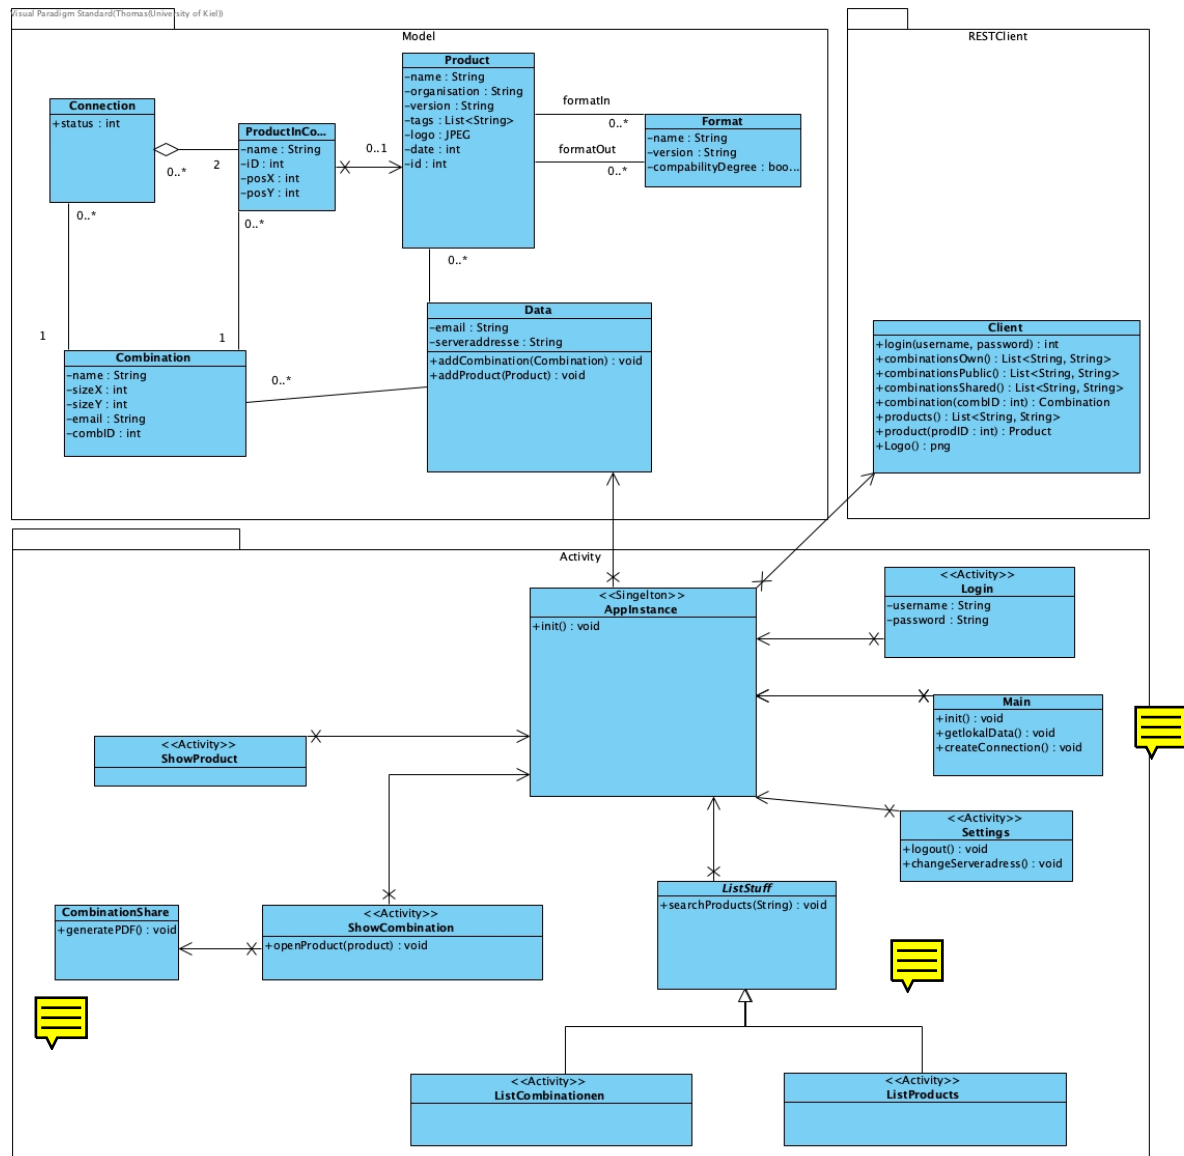 Visual Paradigm Standard(Thomas(University of Kiel))
Model
RESTClient
Product
-name : String
-organisation : String
-version : String
-tags : List<String>
-logo : JPEG
-date : int
-id : int
Connection
+status : int
ProductInCo...
-name : String
-iD : int
-posX : int
-posY : int
formatIn
0..*
formatOut
0..*
Format
-name : String
-version : String
-compabilityDegree : boo...
0..*
2
0..1
0..*
0..*
0..*
1
1
Combination
-name : String
-sizeX : int
-sizeY : int
-email : String
-combID : int
0..*
Data
-email : String
-serveraddresse : String
+addCombination(Combination) : void
+addProduct(Product) : void
Client
+login(username, password) : int
+combinationsOwn() : List<String, String>
+combinationsPublic() : List<String, String>
+combinationsShared() : List<String, String>
+combination(combID : int) : Combination
+products() : List<String, String>
+product(prodID : int) : Product
+Logo() : png
Activity
<<Singelton>>
AppInstance
+init() : void
<<Activity>>
Login
-username : String
-password : String
Main
+init() : void
+getlokalData() : void
+createConnection() : void
<<Activity>>
ShowProduct
<<Activity>>
Settings
+logout() : void
+changeServeradress() : void
ListStuff
+searchProducts(String) : void
CombinationShare
+generatePDF() : void
<<Activity>>
ShowCombination
+openProduct(product) : void
<<Activity>>
ListCombinationen
<<Activity>>
ListProducts